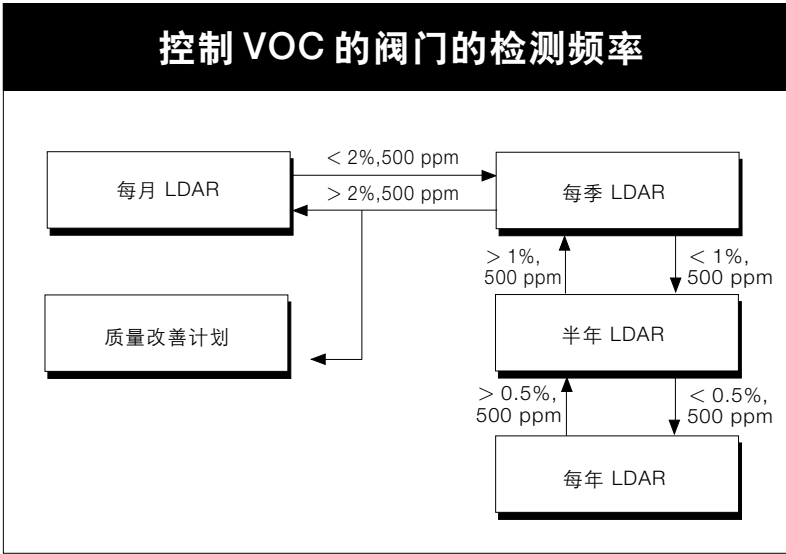 控制 VOC 的阀门的检测频率
< 2%,500 ppm
每月 LDAR
> 2%,500 ppm
每季 LDAR
> 1%,
500 ppm
< 1%,
500 ppm
质量改善计划
半年 LDAR
> 0.5%,
500 ppm
< 0.5%,
500 ppm
每年 LDAR